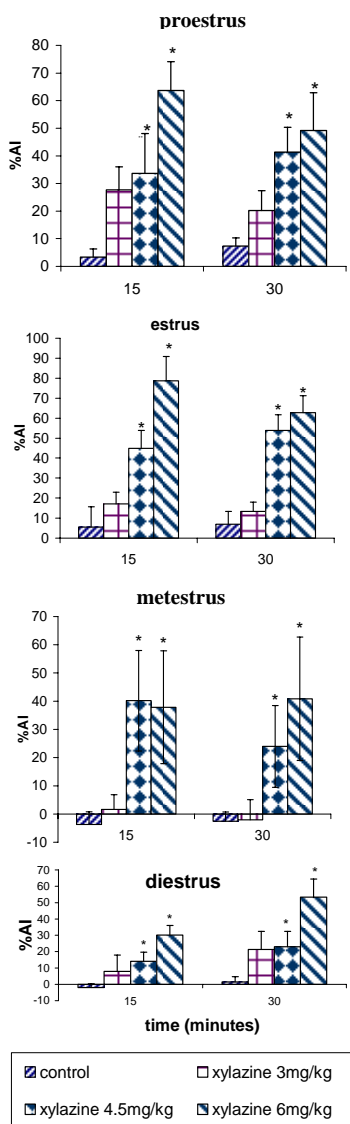 proestrus
80
70
60
50
40
30
20
10
0
%AI
* * * *
15 30
estrus
100
90
80
70
60
50
40
30
20
10
0
%AI
* * * *
15 30
metestrus
70
60
50
40
30
20
10
0
-10
%AI
* * * *
15 30
diestrus
70
60
50
40
30
20
10
0
-10
%AI
* * * *
15 30
time (minutes)
control xylazine 3mg/kg
xylazine 4.5mg/kg xylazine 6mg/kg